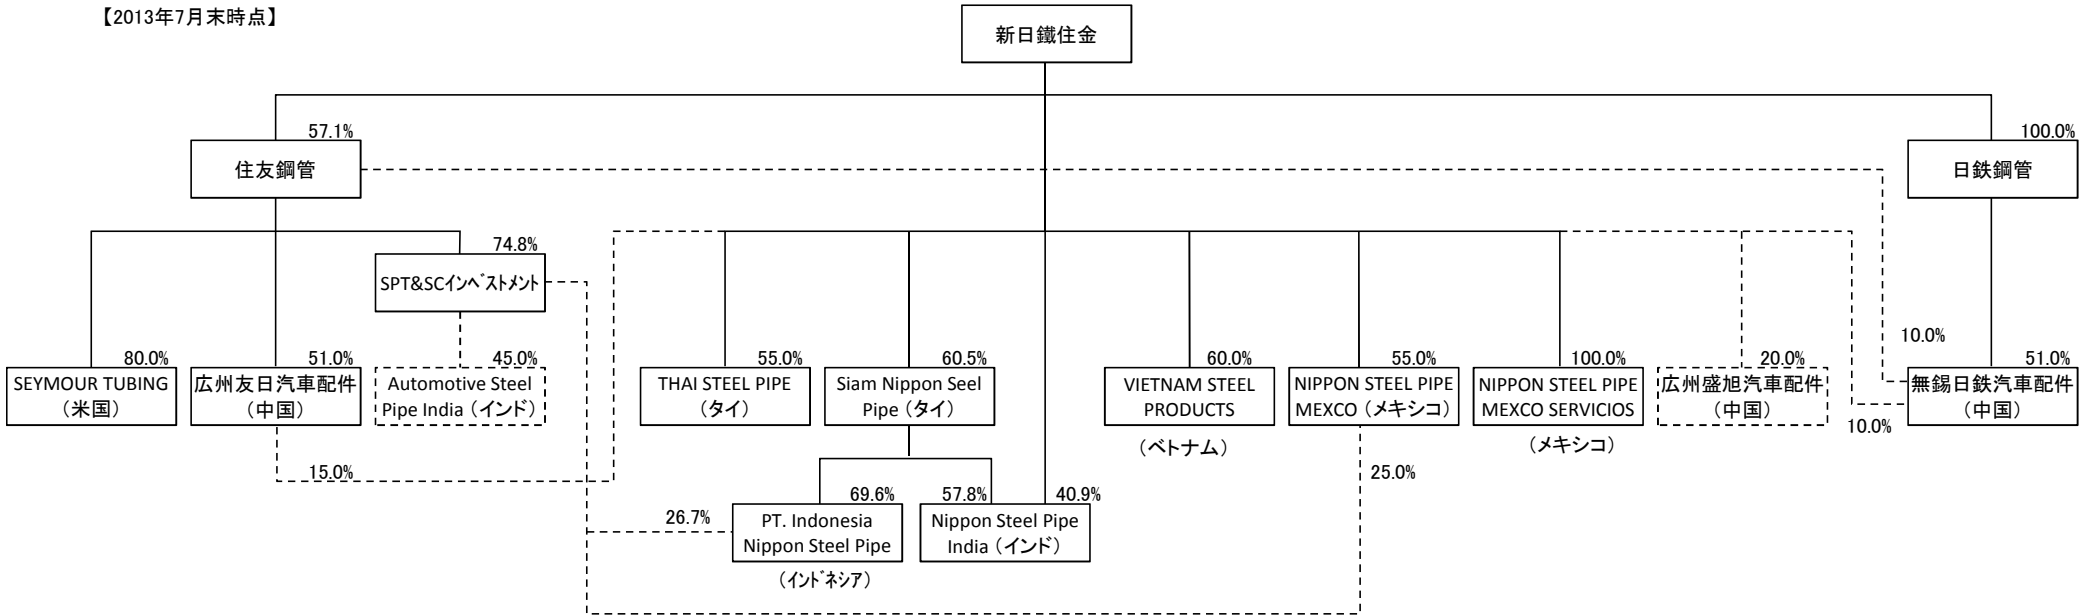 【2013年7月末時点】
新日鐵住金
57.1%
100.0%
住友鋼管
日鉄鋼管
74.8%
SPT&SCインベストメント
10.0%
80.0%
51.0%
45.0%
55.0%
60.5%
60.0%
55.0%
100.0%
20.0%
51.0%
SEYMOUR TUBING
（米国）
広州友日汽車配件
（中国）
Automotive Steel
Pipe India（インド）
THAI STEEL PIPE
（タイ）
Siam Nippon Seel
Pipe（タイ）
VIETNAM STEEL
PRODUCTS
（ベトナム）
NIPPON STEEL PIPE
MEXCO（メキシコ）
NIPPON STEEL PIPE
MEXCO SERVICIOS
（メキシコ）
広州盛旭汽車配件
（中国）
無錫日鉄汽車配件
（中国）
10.0%
15.0%
25.0%
69.6%
57.8%
40.9%
26.7%
PT. Indonesia
Nippon Steel Pipe
（インドネシア）
Nippon Steel Pipe
India（インド）